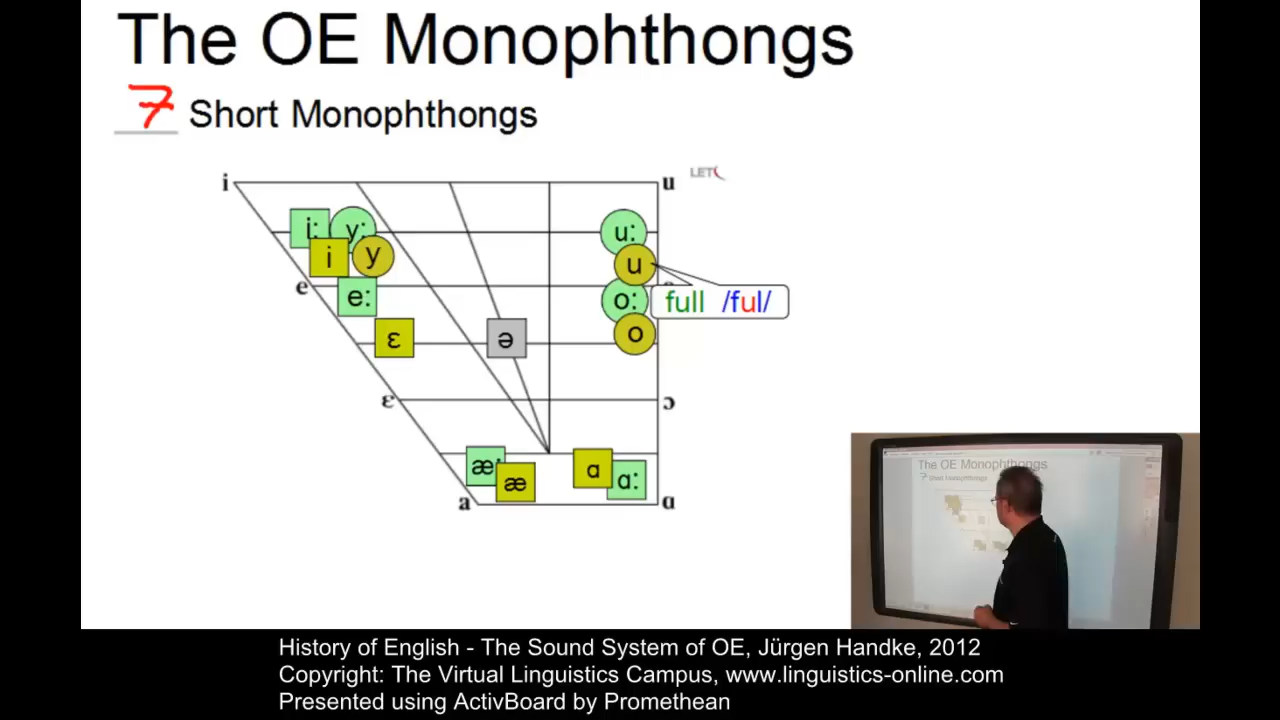 The OE Monophthongs
7 Short Monophthongs
i u LET
i: y: u:
i y u
e e: o: full /ful/
ɛ ə o
ɛ ɔ
æ: ɑ
æ ɑ:
a ɑ
The OE Monophthongs
7 Short Monophthongs
History of English - The Sound System of OE, Jürgen Handke, 2012
Copyright: The Virtual Linguistics Campus, www.linguistics-online.com
Presented using ActivBoard by Promethean